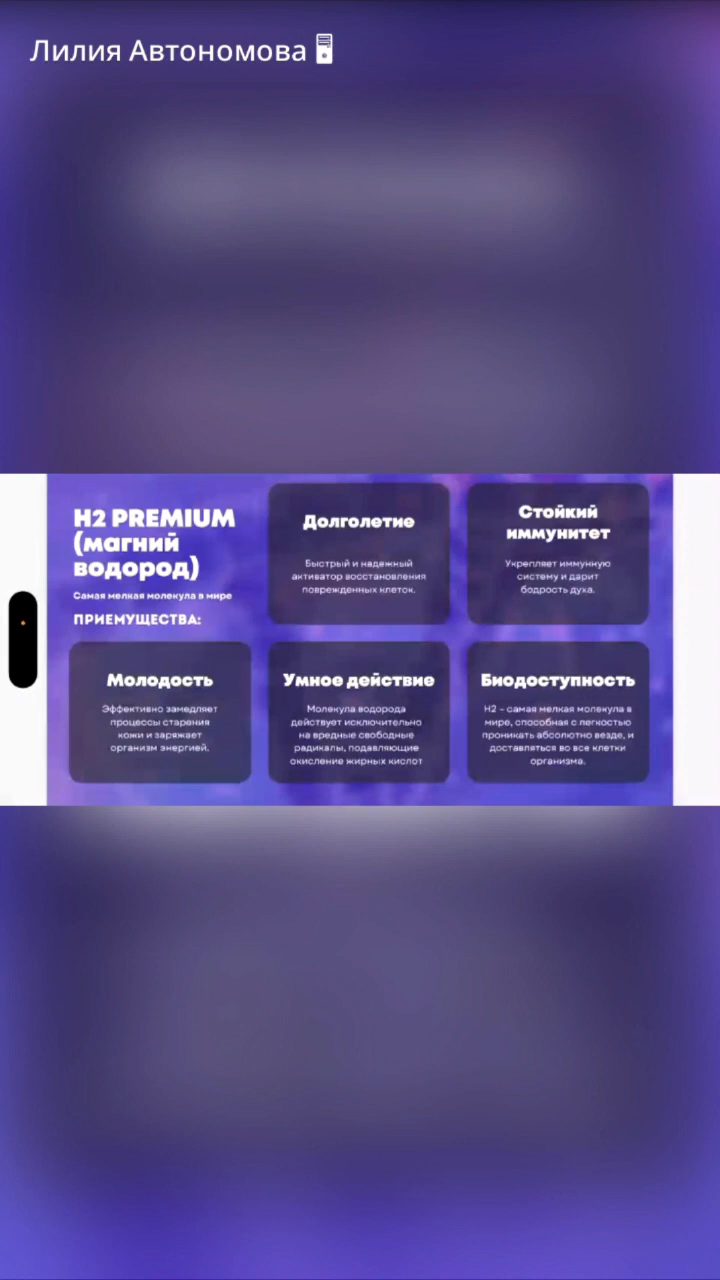 Лилия Автономова
H2 PREMIUM
(магний
водород)
Самая мелкая молекула в мире
ПРИЕМУЩЕСТВА:
Долголетие
Быстрый и надежный
активатор восстановления
поврежденных клеток.
Стойкий
иммунитет
Укрепляет иммунную
систему и дарит
бодрость духа.
Молодость
Эффективно замедляет
процессы старения
кожи и заряжает
организм энергией.
Умное действие
Молекула водорода
действует исключительно
на вредные свободные
радикалы, подавляющие
окисление жирных кислот
Биодоступность
H2 – самая мелкая молекула в
мире, способная с легкостью
проникать абсолютно везде, и
доставляться во все клетки
организма.